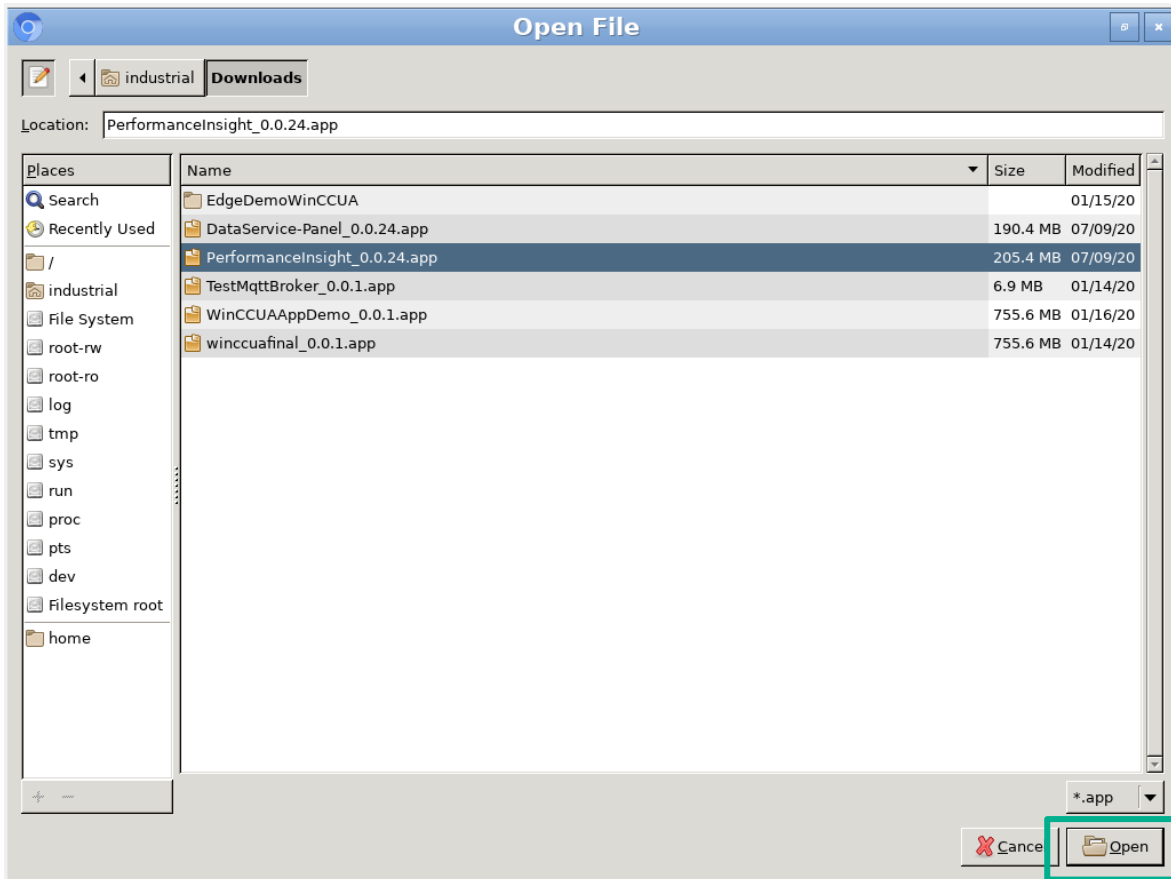 Open File
industrial Downloads
Location: PerformanceInsight_0.0.24.app
Places
Search
Recently Used
/
industrial
File System
root-rw
root-ro
log
tmp
sys
run
proc
pts
dev
Filesystem root
home
Name Size Modified
EdgeDemoWinCCUA 01/15/20
DataService-Panel_0.0.24.app 190.4 MB 07/09/20
PerformanceInsight_0.0.24.app 205.4 MB 07/09/20
TestMqttBroker_0.0.1.app 6.9 MB 01/14/20
WinCCUAAppDemo_0.0.1.app 755.6 MB 01/16/20
winccuafinal_0.0.1.app 755.6 MB 01/14/20
*.app
Cance Open